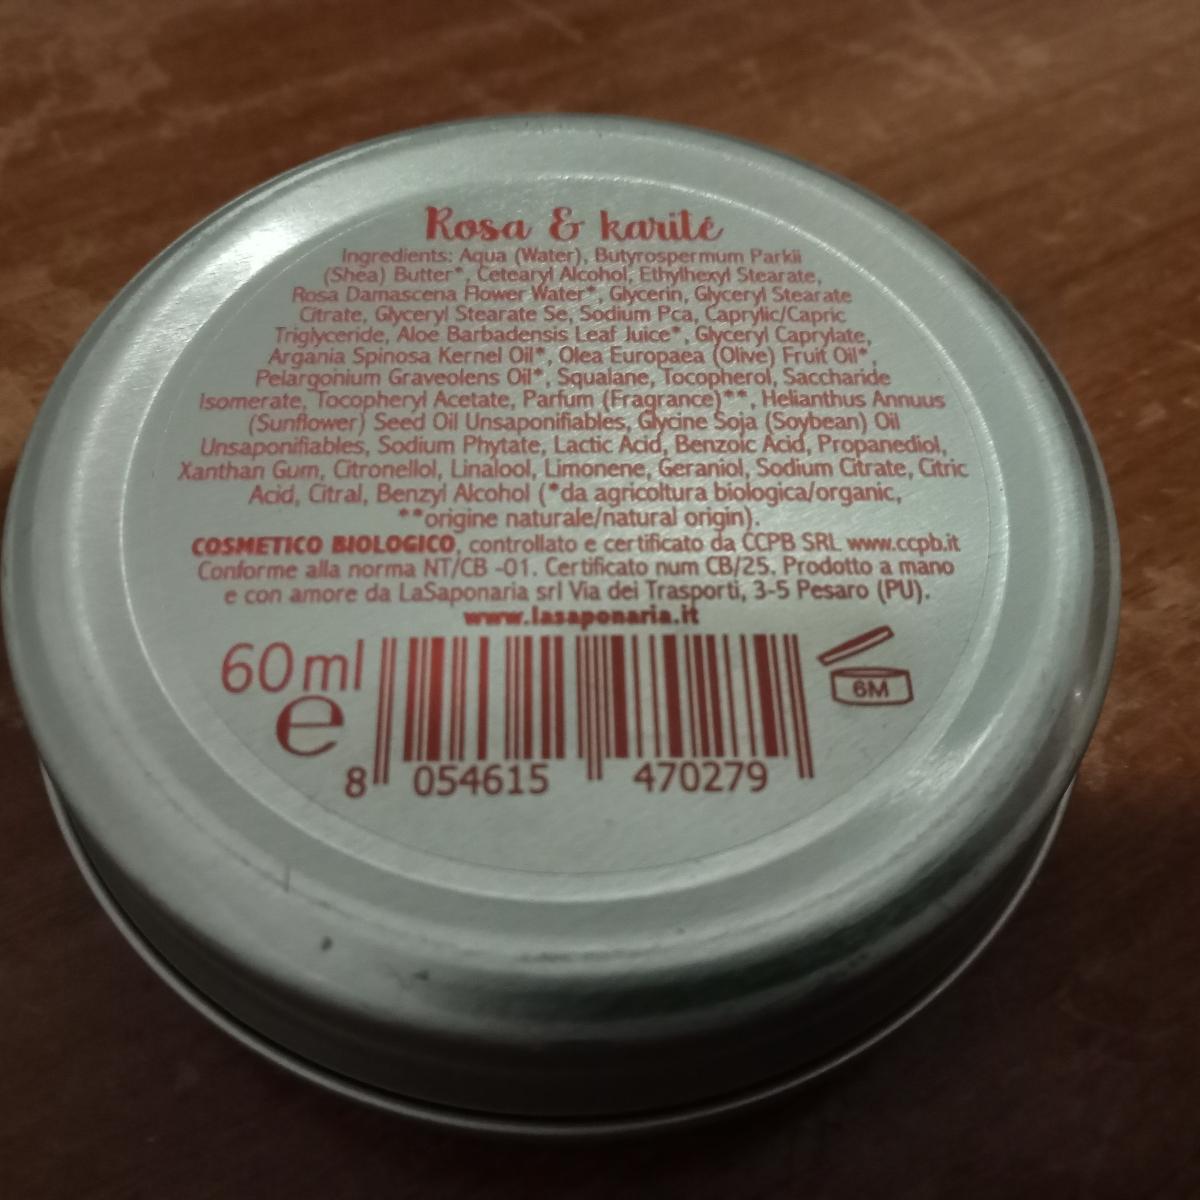 Rosa & karité
Ingredients: Aqua (Water), Butyrospermum Parkii
(Shea) Butter*, Cetearyl Alcohol, Ethylhexyl Stearate,
Rosa Damascena Flower Water*, Glycerin, Glyceryl Stearate
Citrate, Glyceryl Stearate Se, Sodium Pca, Caprylic/Capric
Triglyceride, Aloe Barbadensis Leaf Juice*, Glyceryl Caprylate,
Argania Spinosa Kernel Oil*, Olea Europaea (Olive) Fruit Oil*,
Pelargonium Graveolens Oil*, Squalane, Tocopherol, Saccharide
Isomerate, Tocopheryl Acetate, Parfum (Fragrance)**, Helianthus Annuus
(Sunflower) Seed Oil Unsaponifiables, Glycine Soja (Soybean) Oil
Unsaponifiables, Sodium Phytate, Lactic Acid, Benzoic Acid, Propanediol,
Xanthan Gum, Citronellol, Linalool, Limonene, Geraniol, Sodium Citrate, Citric
Acid, Citral, Benzyl Alcohol (*da agricoltura biologica/organic,
**origine naturale/natural origin).
COSMETICO BIOLOGICO, controllato e certificato da CCPB SRL www.ccpb.it
Conforme alla norma NT/CB -01. Certificato num CB/25. Prodotto a mano
e con amore da LaSaponaria srl Via dei Trasporti, 3-5 Pesaro (PU).
www.lasaponaria.it
60ml e
6M
8 054615 470279